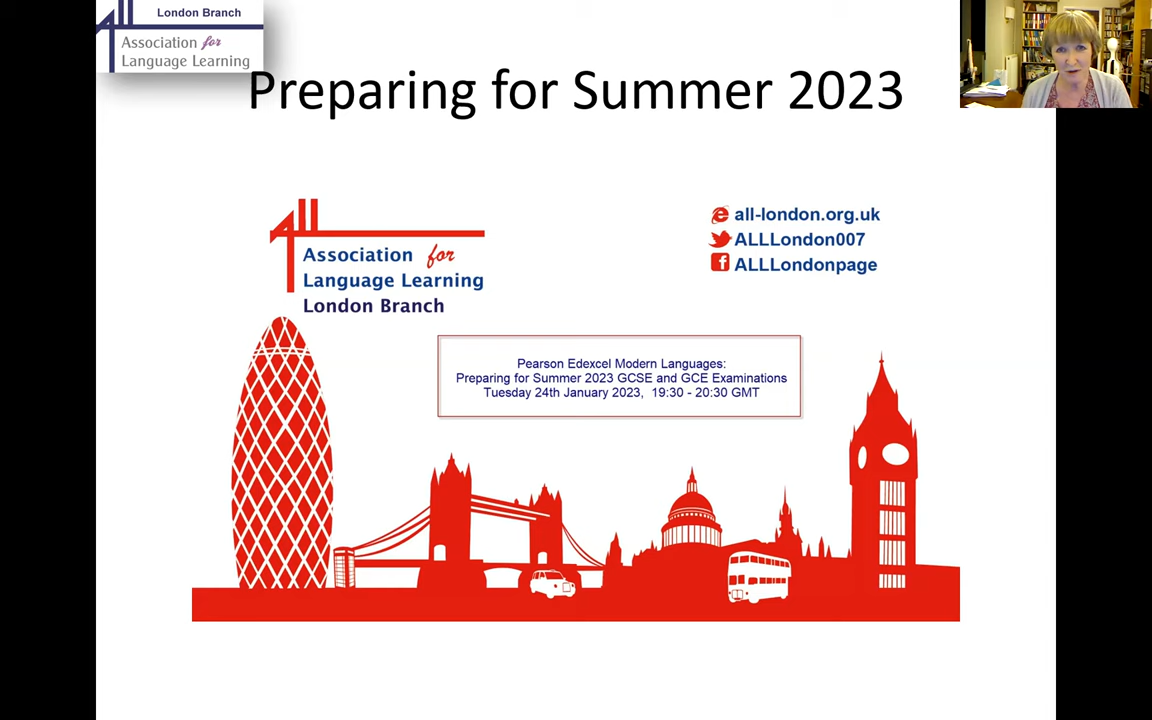 London Branch
Association for
Language Learning
Preparing for Summer 2023
Association for
Language Learning
London Branch
all-london.org.uk
ALLLondon007
ALLLondonpage
Pearson Edexcel Modern Languages:
Preparing for Summer 2023 GCSE and GCE Examinations
Tuesday 24th January 2023, 19:30 - 20:30 GMT